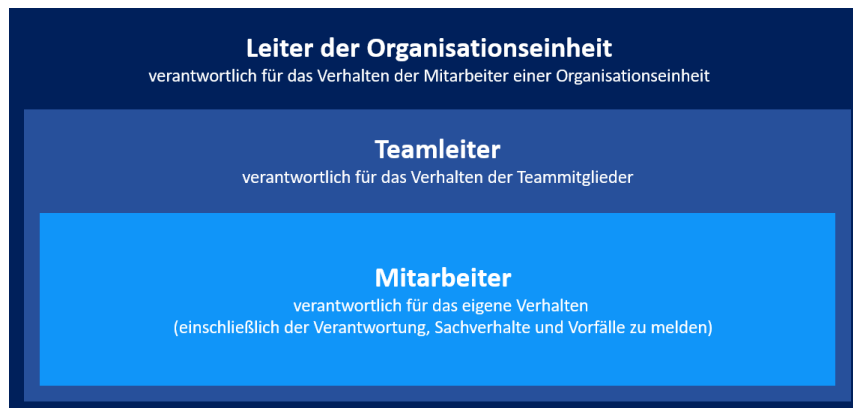 Leiter der Organisationseinheit
verantwortlich für das Verhalten der Mitarbeiter einer Organisationseinheit
Teamleiter
verantwortlich für das Verhalten der Teammitglieder
Mitarbeiter
verantwortlich für das eigene Verhalten
(einschließlich der Verantwortung, Sachverhalte und Vorfälle zu melden)